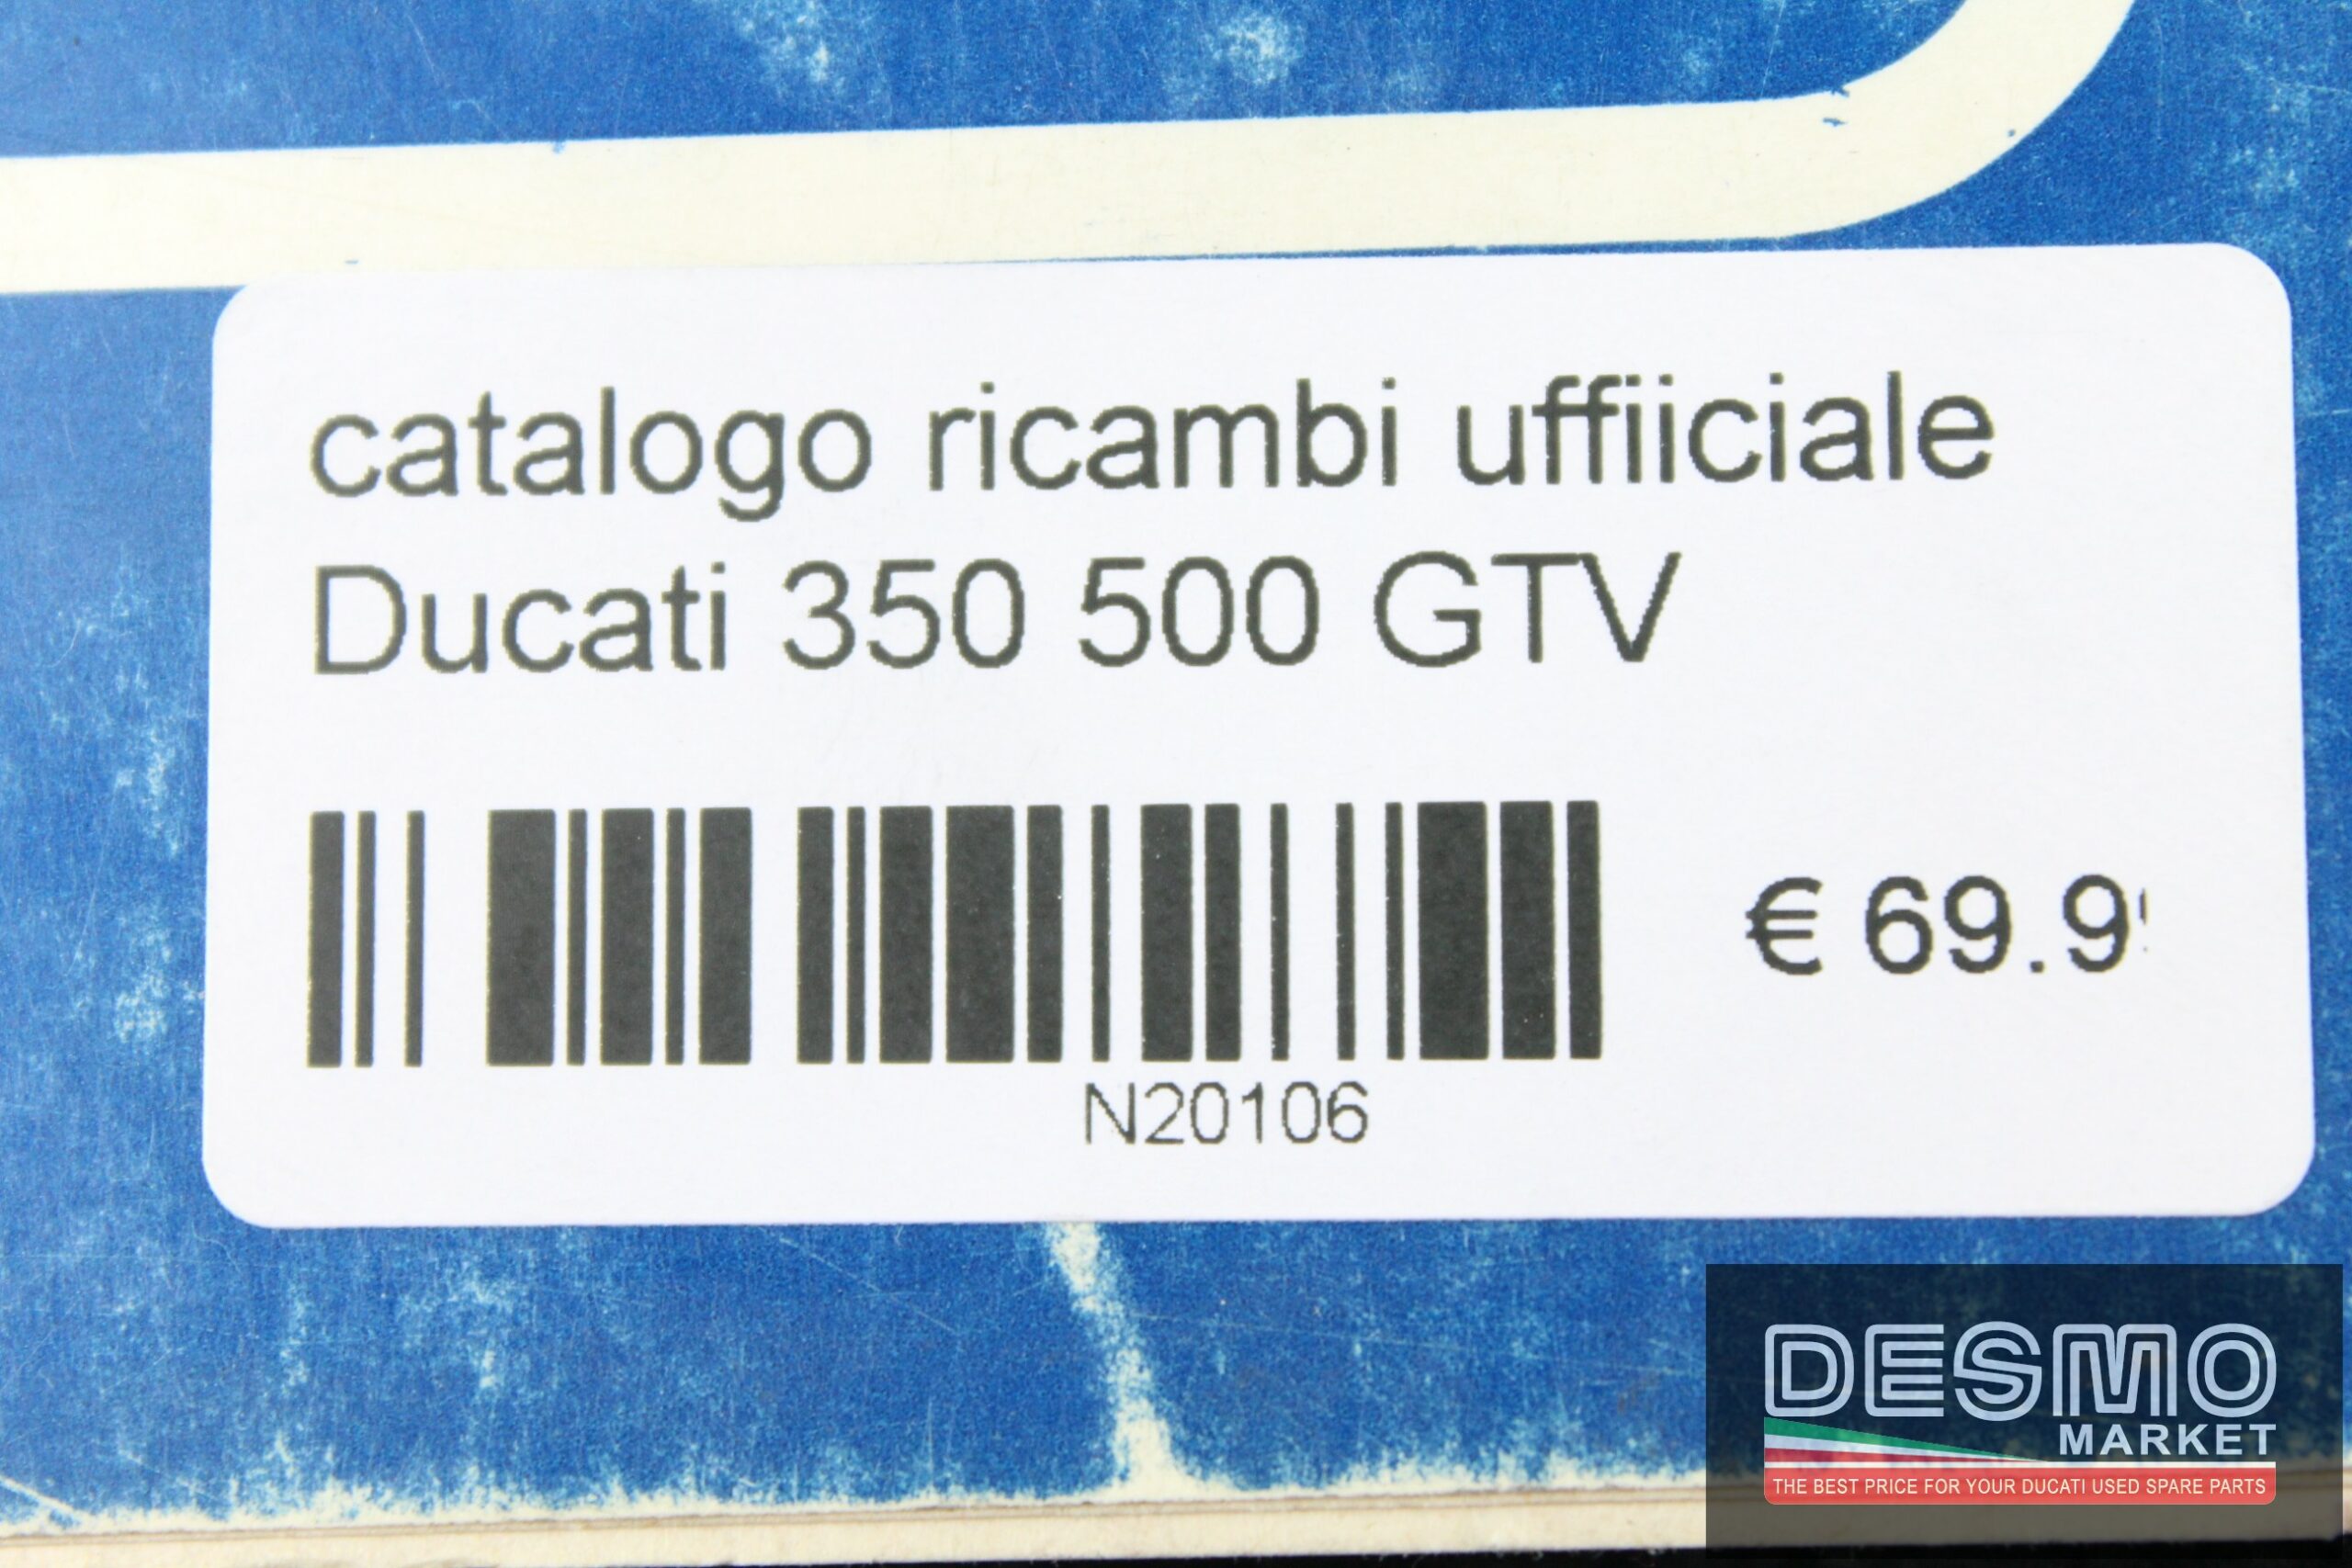 catalogo ricambi uffiiciale
Ducati 350 500 GTV
€ 69.9
N20106
DESMO
MARKET
THE BEST PRICE FOR YOUR DUCATI USED SPARE PARTS